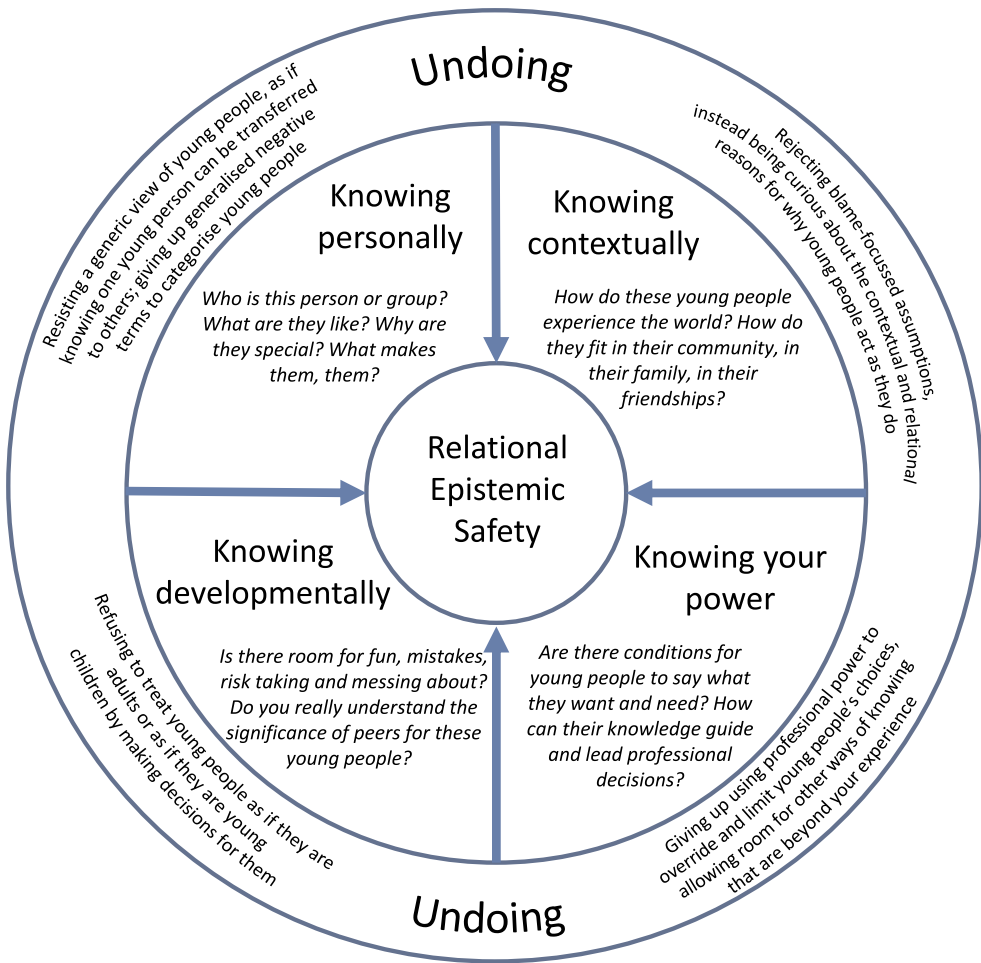 Undoing
Resisting a generic view of young people, as if
knowing one young person can be transferred
to others; giving up generalised negative
terms to categorise young people
Rejecting blame-focussed assumptions,
instead being curious about the contextual and relational
reasons for why young people act as they do
Knowing
personally
Who is this person or group?
What are they like? Why are
they special? What makes
them, them?
Knowing
contextually
How do these young people
experience the world? How do
they fit in their community, in
their family, in their
friendships?
Relational
Epistemic
Safety
Knowing
developmentally
Is there room for fun, mistakes,
risk taking and messing about?
Do you really understand the
significance of peers for these
young people?
Knowing your
power
Are there conditions for
young people to say what
they want and need? How
can their knowledge guide
and lead professional
decisions?
Refusing to treat young people as if they are
adults or as if they are young
children by making decisions for them
Giving up using professional power to
override and limit young people’s choices,
allowing room for other ways of knowing
that are beyond your experience
Undoing